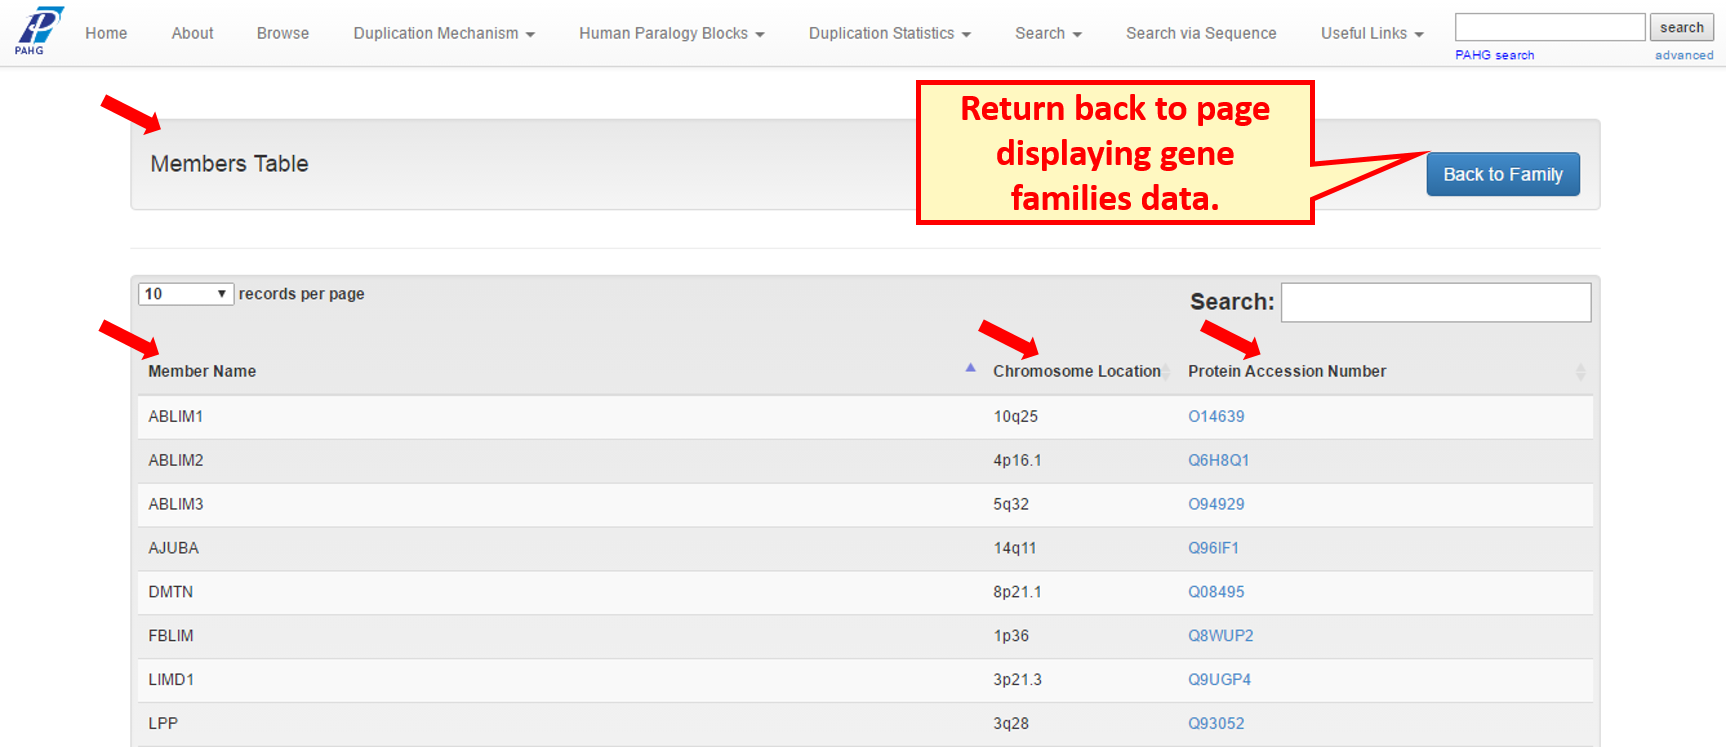 PAHG
Home About Browse Duplication Mechanism Human Paralogy Blocks Duplication Statistics Search Search via Sequence Useful Links search
PAHG search advanced
Return back to page
displaying gene
families data.
Members Table
Back to Family
10 records per page
Search:
Member Name Chromosome Location Protein Accession Number
ABLIM1 10q25 O14639
ABLIM2 4p16.1 Q6H8Q1
ABLIM3 5q32 O94929
AJUBA 14q11 Q96IF1
DMTN 8p21.1 Q08495
FBLIM 1p36 Q8WUP2
LIMD1 3p21.3 Q9UGP4
LPP 3q28 Q93052